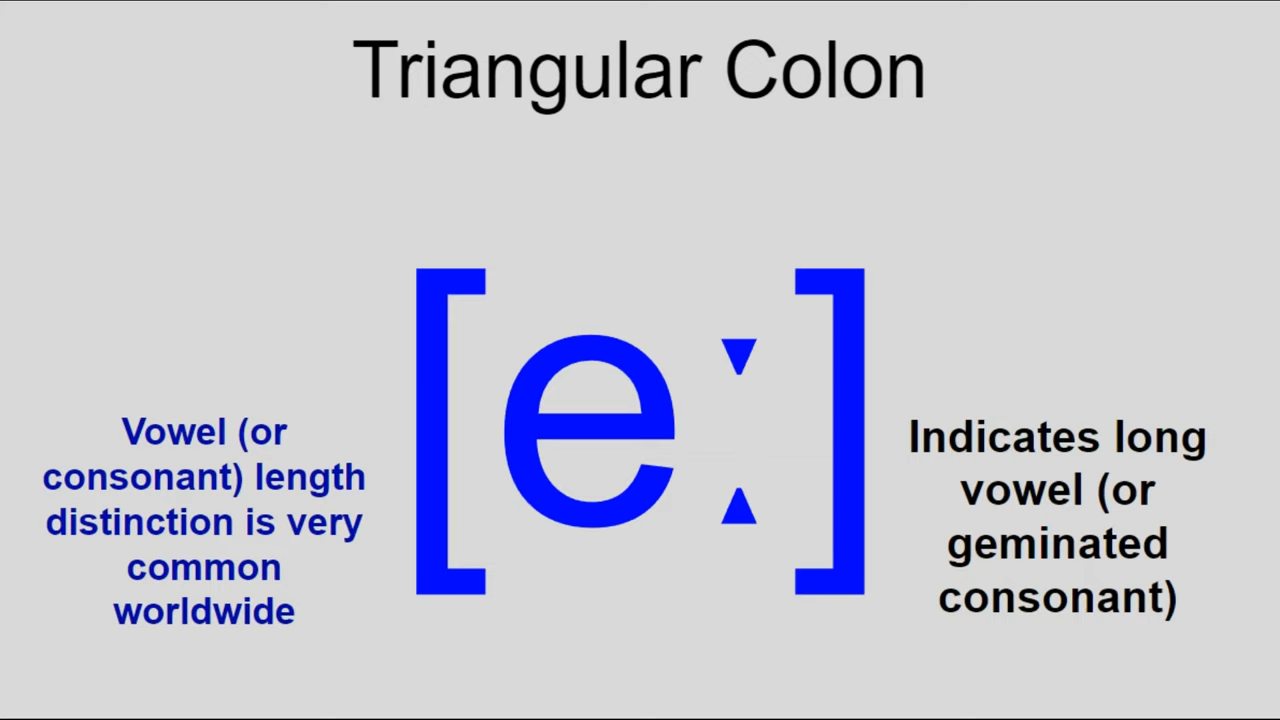 Triangular Colon
[eː]
Vowel (or
consonant) length
distinction is very
common
worldwide
Indicates long
vowel (or
geminated
consonant)